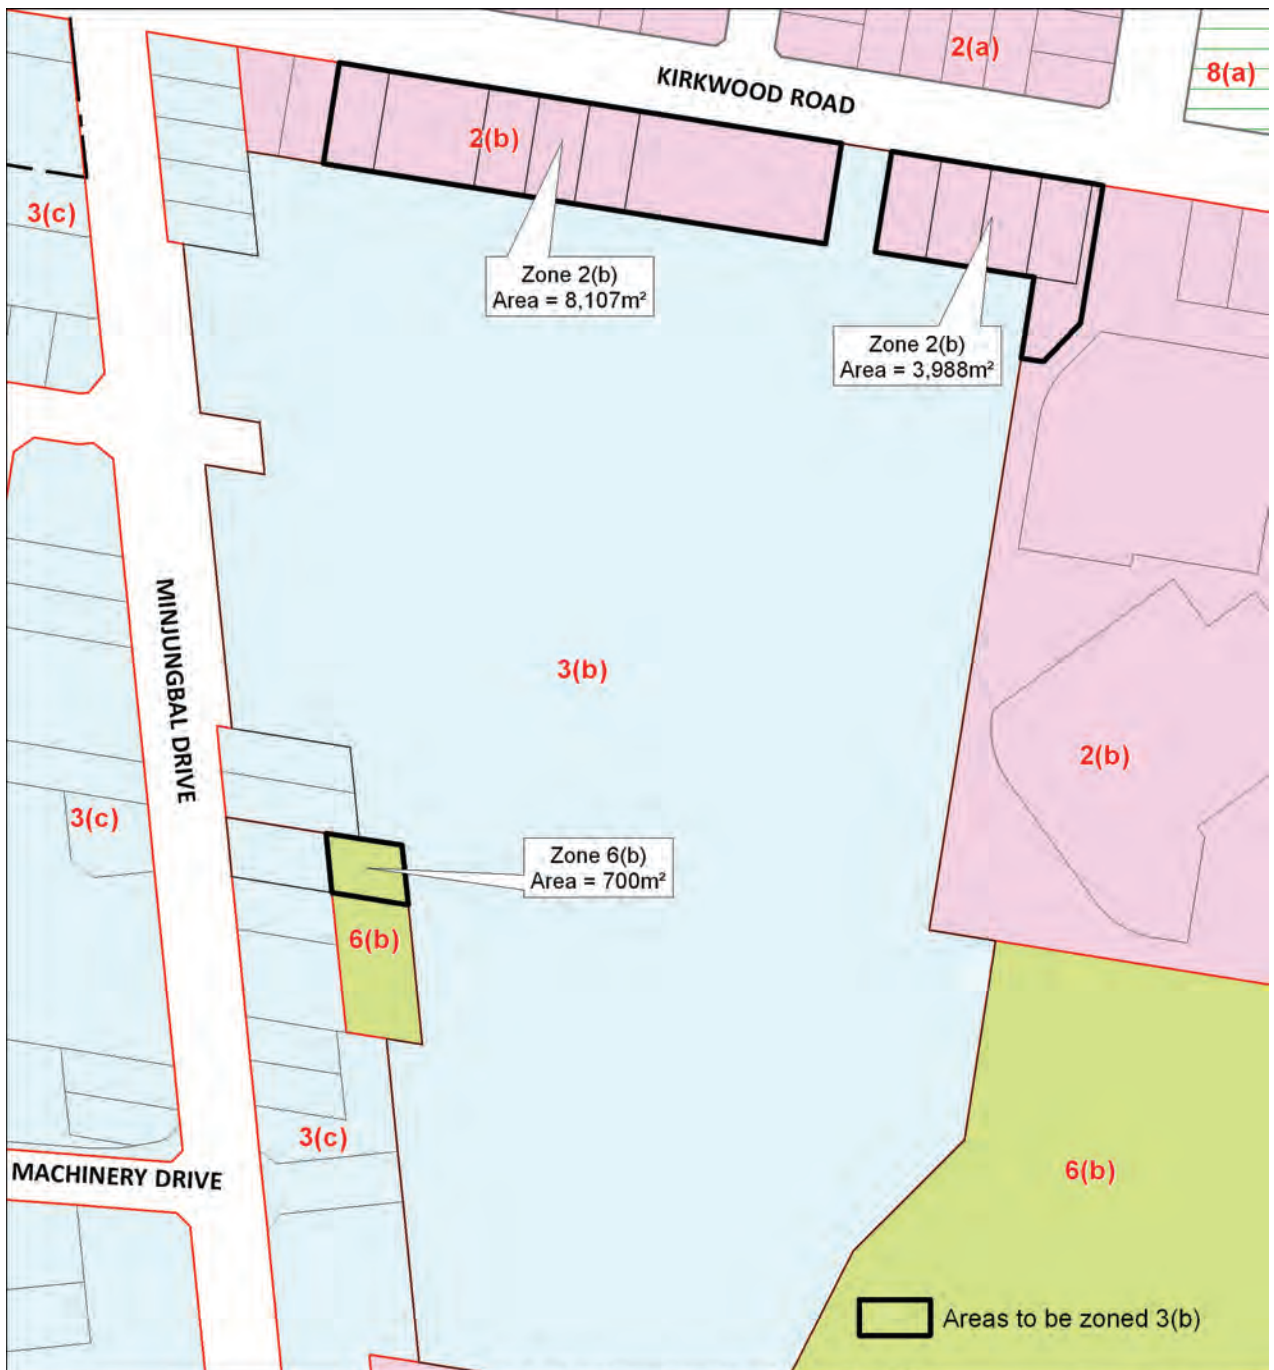 2(a)
8(a)
KIRKWOOD ROAD
2(b)
3(c)
Zone 2(b)
Area = 8,107m²
Zone 2(b)
Area = 3,988m²
MINJUNGBAL DRIVE
3(b)
2(b)
3(c)
Zone 6(b)
Area = 700m²
6(b)
3(c)
MACHINERY DRIVE
6(b)
Areas to be zoned 3(b)